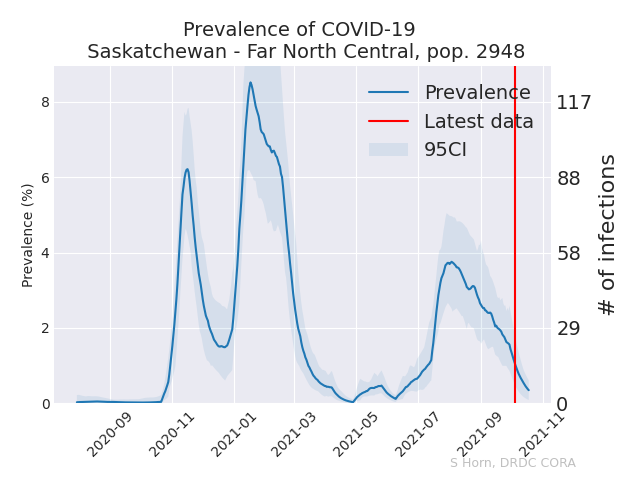 Prevalence of COVID-19
Saskatchewan - Far North Central, pop. 2948
Prevalence
Latest data
95CI
Prevalence (%)
8
6
4
2
0
117
88
58
29
0
# of infections
2020-09
2020-11
2021-01
2021-03
2021-05
2021-07
2021-09
2021-11
S Horn, DRDC CORA